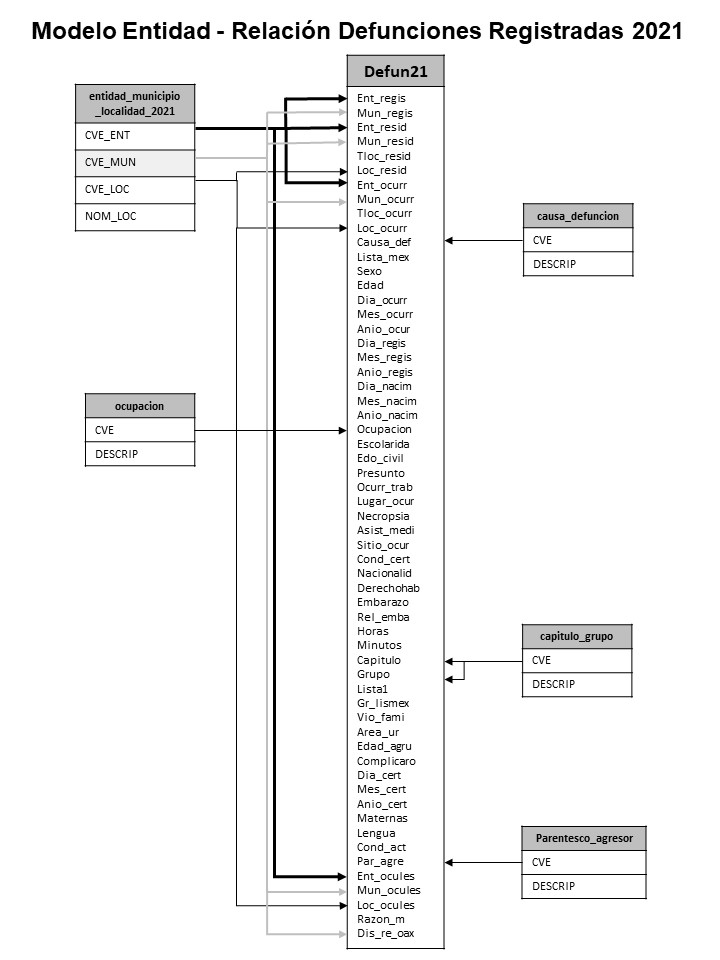 Modelo Entidad - Relación Defunciones Registradas 2021
entidad_municipio
_localidad_2021
CVE_ENT
CVE_MUN
CVE_LOC
NOM_LOC
ocupacion
CVE
DESCRIP
Defun21
Ent_regis
Mun_regis
Ent_resid
Mun_resid
Tloc_resid
Loc_resid
Ent_ocurr
Mun_ocurr
Tloc_ocurr
Loc_ocurr
Causa_def
Lista_mex
Sexo
Edad
Dia_ocurr
Mes_ocurr
Anio_ocur
Dia_regis
Mes_regis
Anio_regis
Dia_nacim
Mes_nacim
Anio_nacim
Ocupacion
Escolarida
Edo_civil
Presunto
Ocurr_trab
Lugar_ocur
Necropsia
Asist_medi
Sitio_ocur
Cond_cert
Nacionalid
Derechohab
Embarazo
Rel_emba
Horas
Minutos
Capitulo
Grupo
Lista1
Gr_lismex
Vio_fami
Area_ur
Edad_agru
Complicaro
Dia_cert
Mes_cert
Anio_cert
Maternas
Lengua
Cond_act
Par_agre
Ent_ocules
Mun_ocules
Loc_ocules
Razon_m
Dis_re_oax
causa_defuncion
CVE
DESCRIP
capitulo_grupo
CVE
DESCRIP
Parentesco_agresor
CVE
DESCRIP